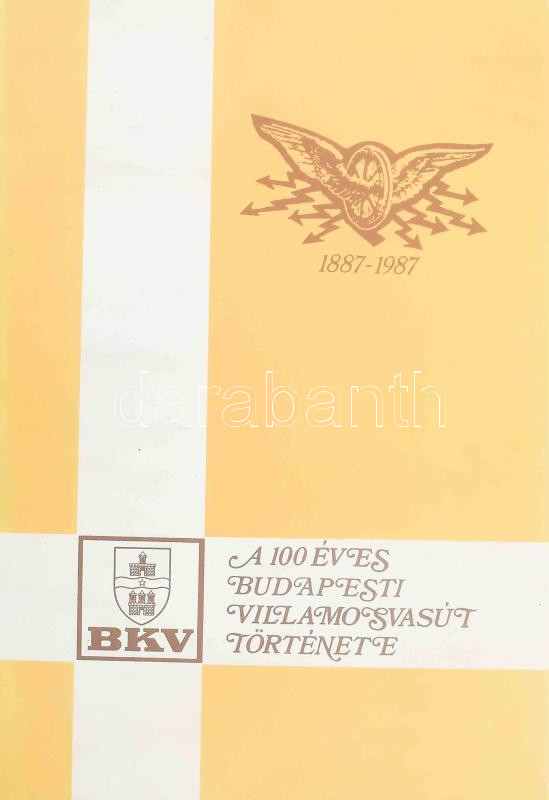 1887-1987
darabanth
A 100 ÉVES
BUDAPESTI
VILLAMOSVASÚT
TÖRTÉNETE
BKV